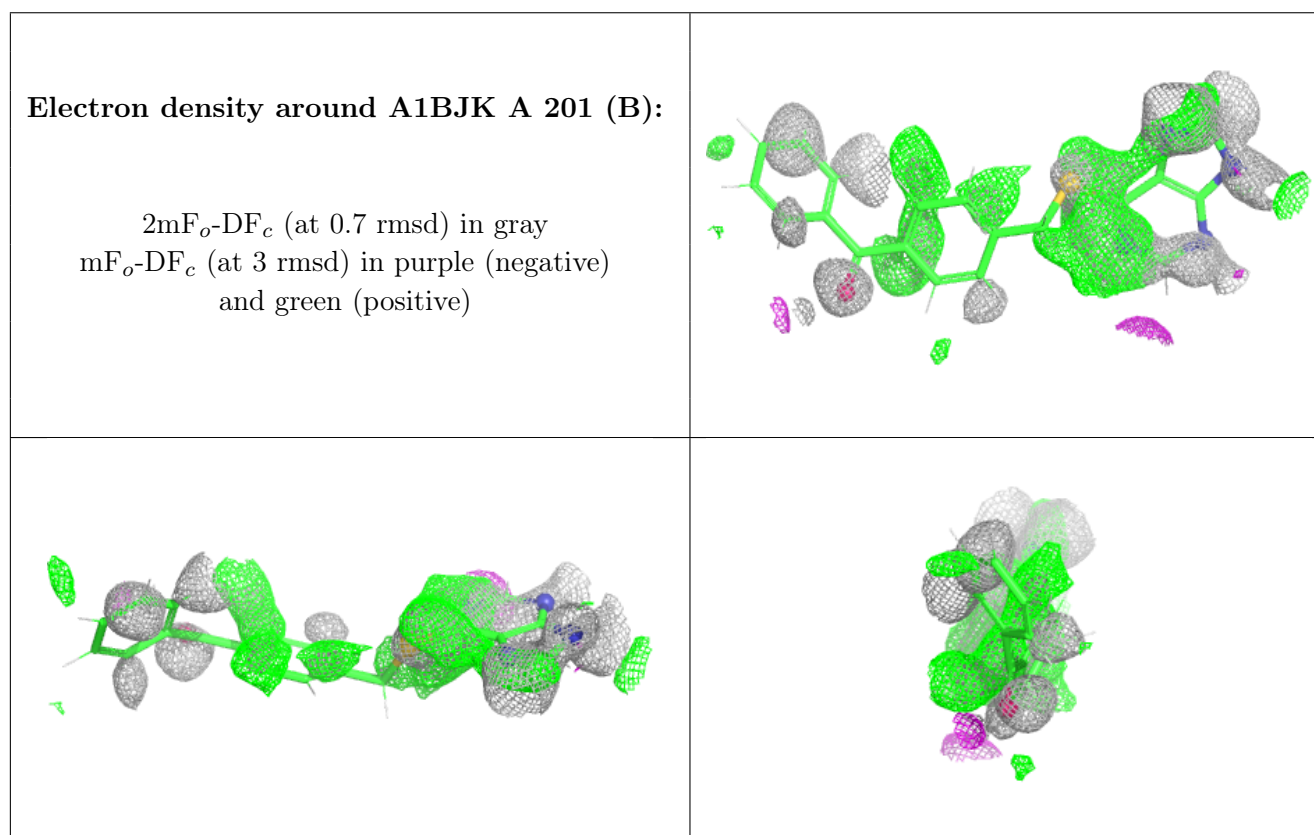 Electron density around A1BJK A 201 (B):
2mFo-DFc (at 0.7 rmsd) in gray
mFo-DFc (at 3 rmsd) in purple (negative)
and green (positive)